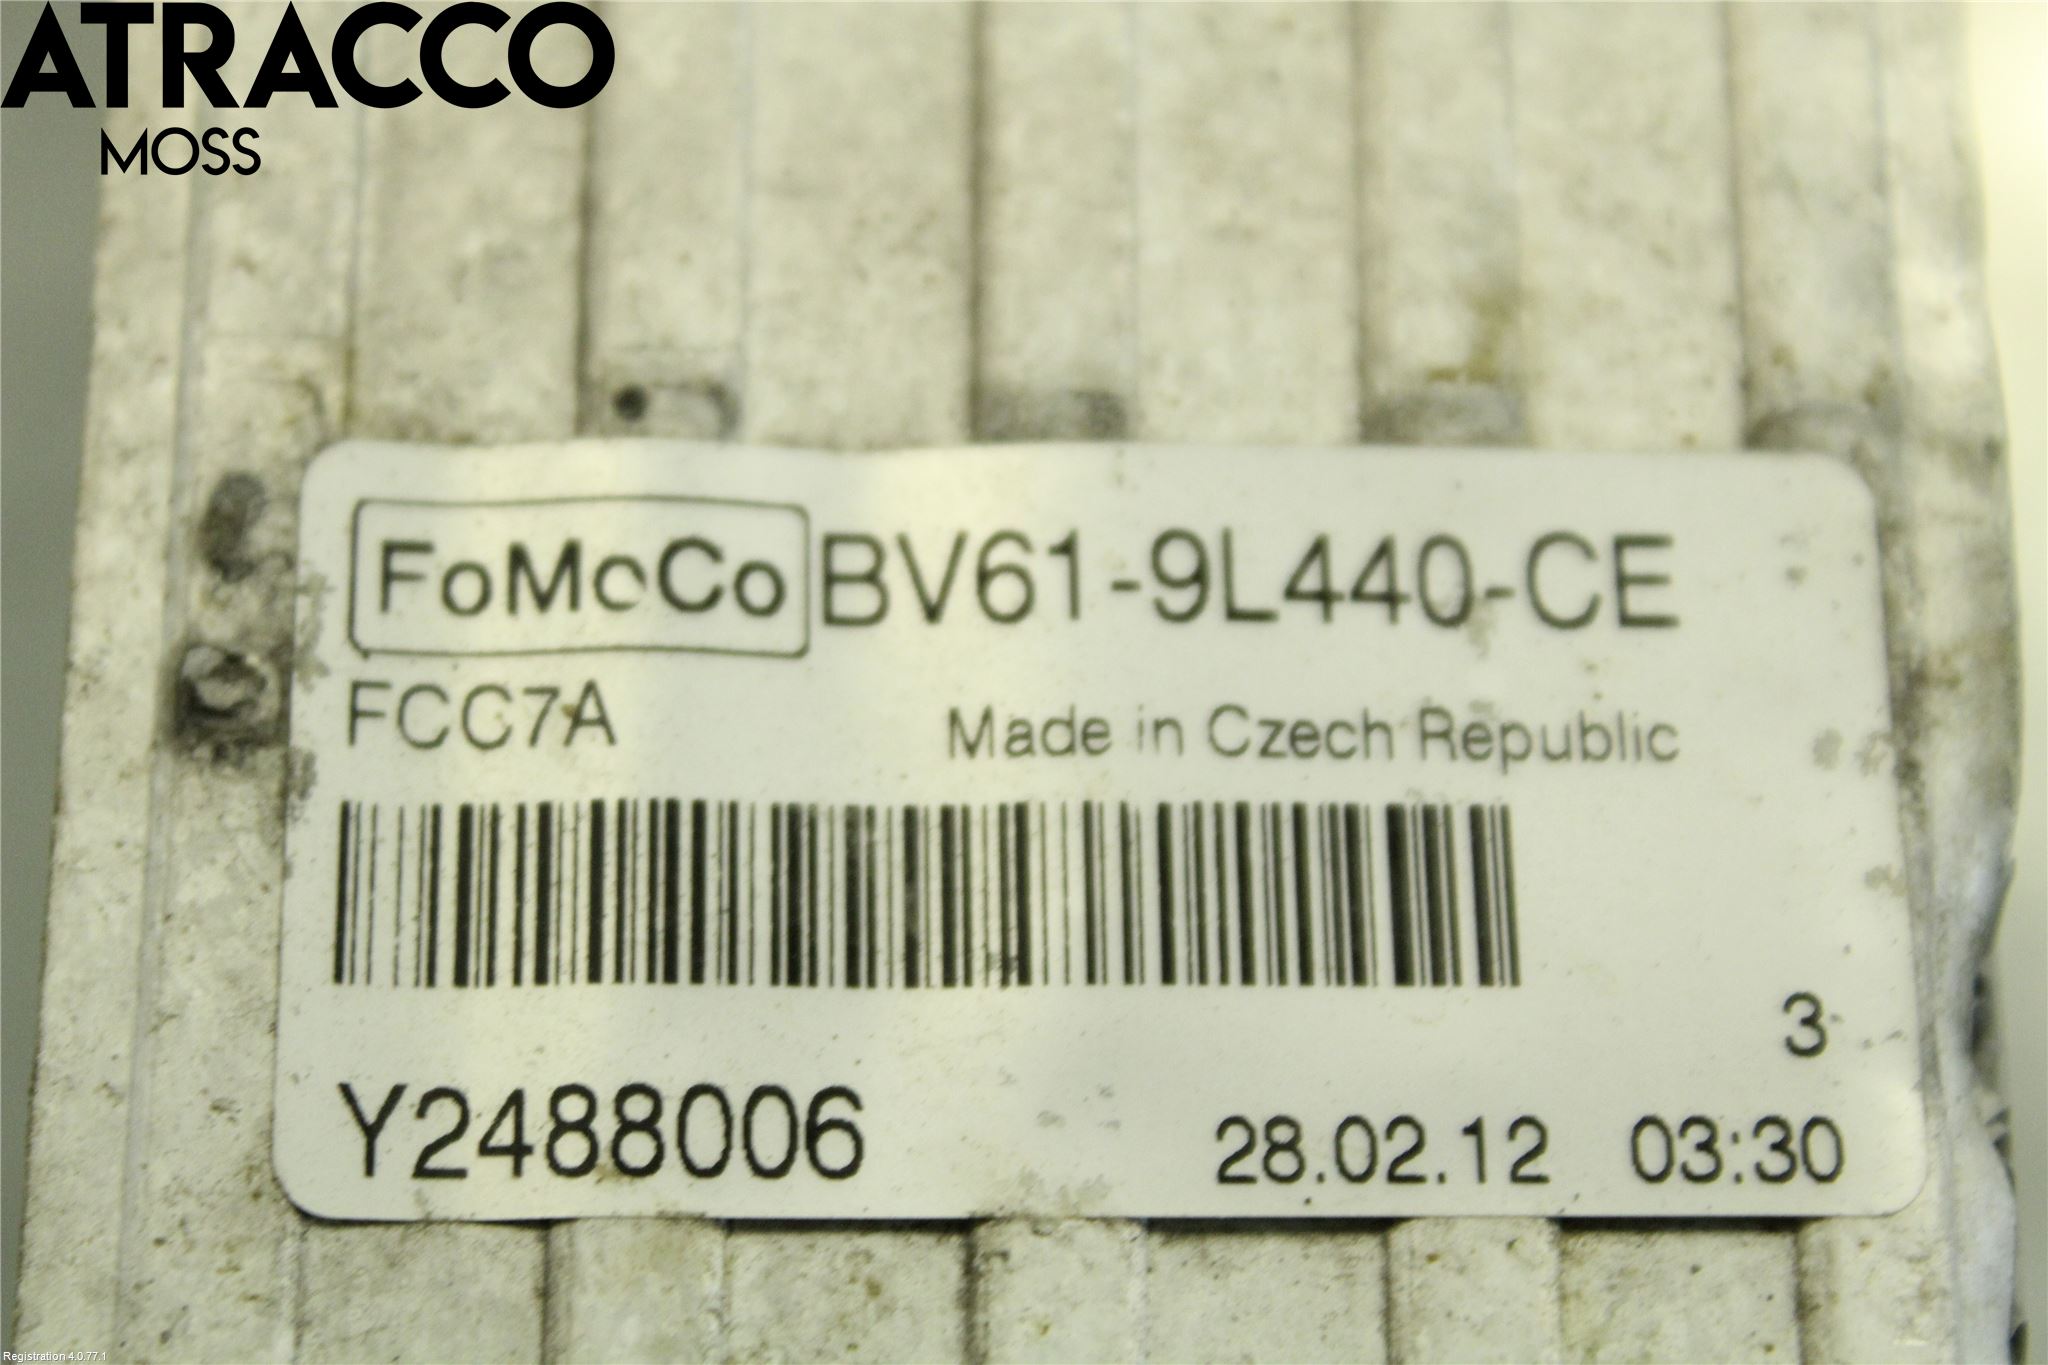 ATRACCO
MOSS
FoMoCo BV61-9L440-CE
FCC7A Made in Czech Republic
3
Y2488006 28.02.12 03:30
Registration 4.0.77.1